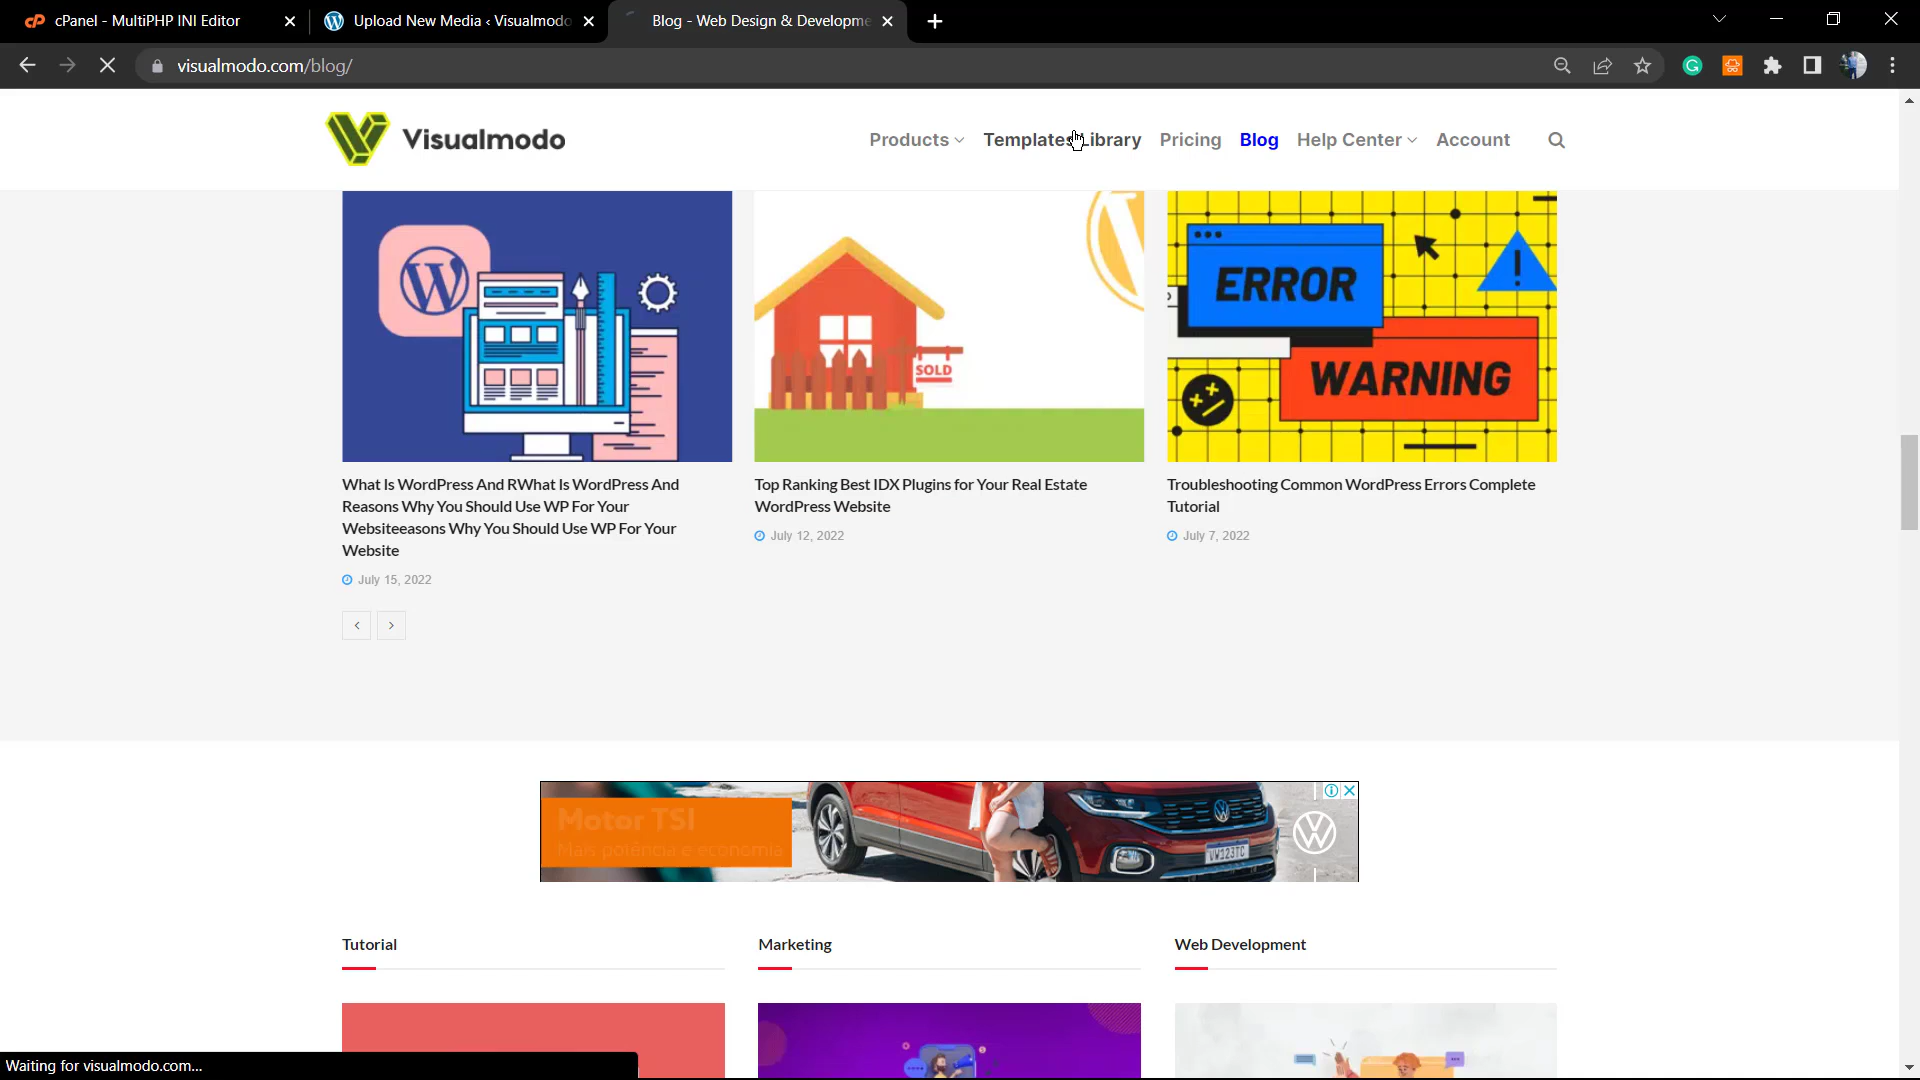 cPanel - MultiPHP INI Editor
Upload New Media ‹ Visualmodo
Blog - Web Design & Developme
visualmodo.com/blog/
Visualmodo
Products
Templates Library
Pricing
Blog
Help Center
Account
SOLD
ERROR
WARNING
What Is WordPress And RWhat Is WordPress And
Reasons Why You Should Use WP For Your
Websiteeasons Why You Should Use WP For Your
Website
July 15, 2022
Top Ranking Best IDX Plugins for Your Real Estate
WordPress Website
July 12, 2022
Troubleshooting Common WordPress Errors Complete
Tutorial
July 7, 2022
Motor TSI
Mais potência e economia
VW123TC
Tutorial
Marketing
Web Development
Waiting for visualmodo.com...